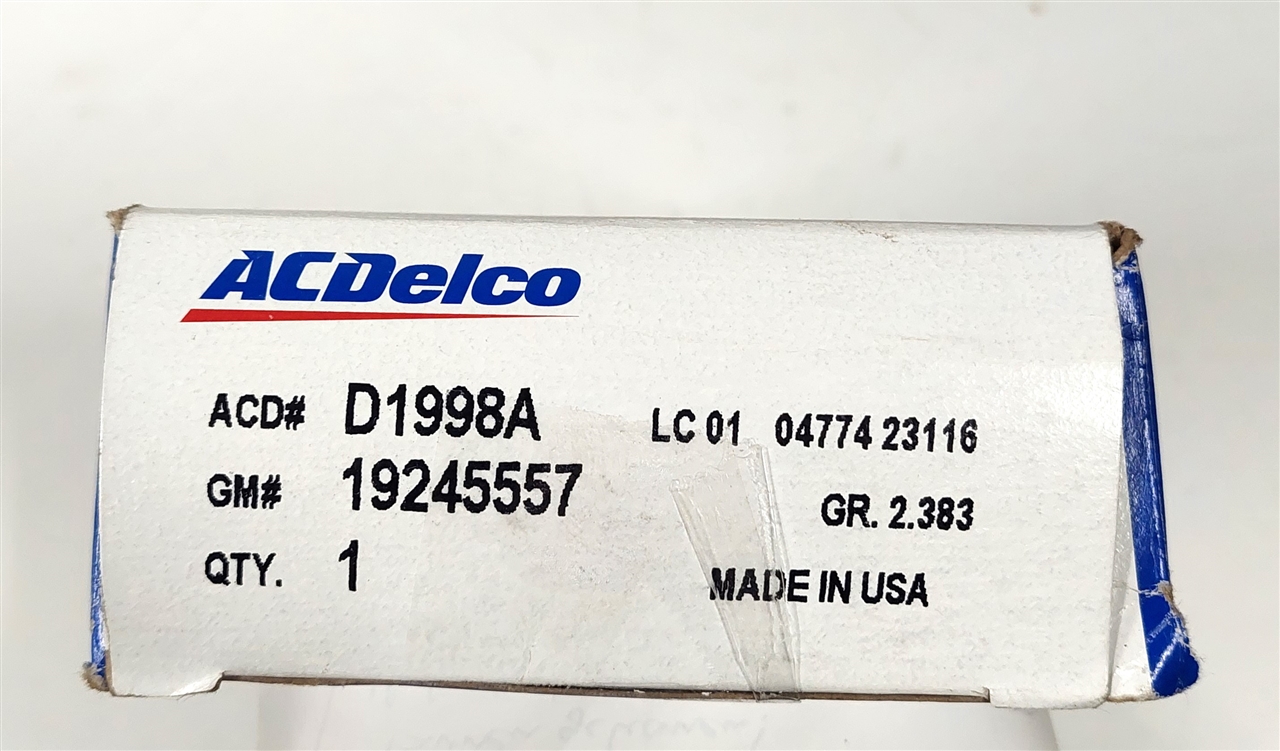 ACDelco
ACD# D1998A LC 01 04774 23116
GM# 19245557 GR. 2.383
QTY. 1 MADE IN USA